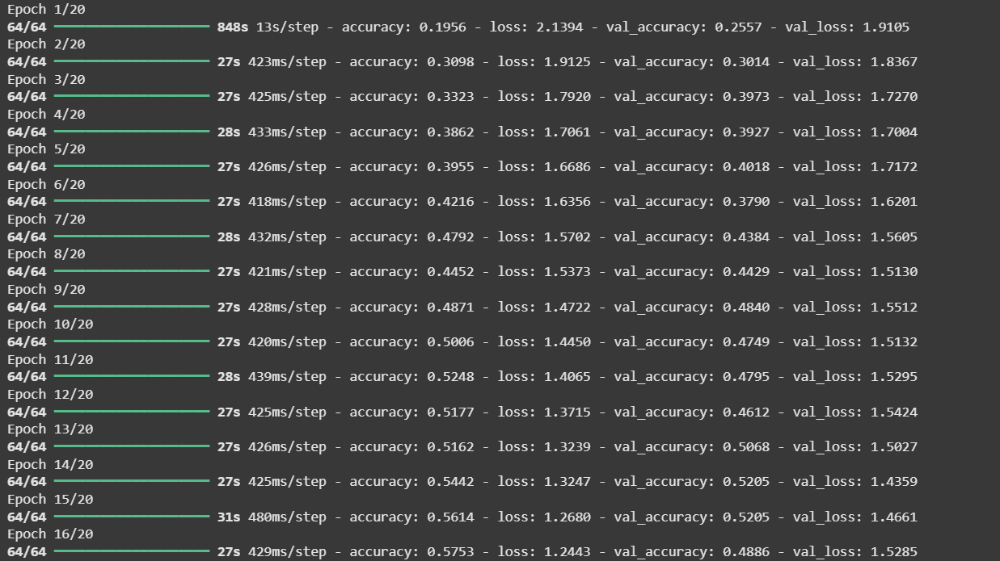 Epoch 1/20
64/64 ━━━━━━━━━━━━━━━━━━━━ 848s 13s/step - accuracy: 0.1956 - loss: 2.1394 - val_accuracy: 0.2557 - val_loss: 1.9105
Epoch 2/20
64/64 ━━━━━━━━━━━━━━━━━━━━ 27s 423ms/step - accuracy: 0.3098 - loss: 1.9125 - val_accuracy: 0.3014 - val_loss: 1.8367
Epoch 3/20
64/64 ━━━━━━━━━━━━━━━━━━━━ 27s 425ms/step - accuracy: 0.3323 - loss: 1.7920 - val_accuracy: 0.3973 - val_loss: 1.7270
Epoch 4/20
64/64 ━━━━━━━━━━━━━━━━━━━━ 28s 433ms/step - accuracy: 0.3862 - loss: 1.7061 - val_accuracy: 0.3927 - val_loss: 1.7004
Epoch 5/20
64/64 ━━━━━━━━━━━━━━━━━━━━ 27s 426ms/step - accuracy: 0.3955 - loss: 1.6686 - val_accuracy: 0.4018 - val_loss: 1.7172
Epoch 6/20
64/64 ━━━━━━━━━━━━━━━━━━━━ 27s 418ms/step - accuracy: 0.4216 - loss: 1.6356 - val_accuracy: 0.3790 - val_loss: 1.6201
Epoch 7/20
64/64 ━━━━━━━━━━━━━━━━━━━━ 28s 432ms/step - accuracy: 0.4792 - loss: 1.5702 - val_accuracy: 0.4384 - val_loss: 1.5605
Epoch 8/20
64/64 ━━━━━━━━━━━━━━━━━━━━ 27s 421ms/step - accuracy: 0.4452 - loss: 1.5373 - val_accuracy: 0.4429 - val_loss: 1.5130
Epoch 9/20
64/64 ━━━━━━━━━━━━━━━━━━━━ 27s 428ms/step - accuracy: 0.4871 - loss: 1.4722 - val_accuracy: 0.4840 - val_loss: 1.5512
Epoch 10/20
64/64 ━━━━━━━━━━━━━━━━━━━━ 27s 420ms/step - accuracy: 0.5006 - loss: 1.4450 - val_accuracy: 0.4749 - val_loss: 1.5132
Epoch 11/20
64/64 ━━━━━━━━━━━━━━━━━━━━ 28s 439ms/step - accuracy: 0.5248 - loss: 1.4065 - val_accuracy: 0.4795 - val_loss: 1.5295
Epoch 12/20
64/64 ━━━━━━━━━━━━━━━━━━━━ 27s 425ms/step - accuracy: 0.5177 - loss: 1.3715 - val_accuracy: 0.4612 - val_loss: 1.5424
Epoch 13/20
64/64 ━━━━━━━━━━━━━━━━━━━━ 27s 426ms/step - accuracy: 0.5162 - loss: 1.3239 - val_accuracy: 0.5068 - val_loss: 1.5027
Epoch 14/20
64/64 ━━━━━━━━━━━━━━━━━━━━ 27s 425ms/step - accuracy: 0.5442 - loss: 1.3247 - val_accuracy: 0.5205 - val_loss: 1.4359
Epoch 15/20
64/64 ━━━━━━━━━━━━━━━━━━━━ 31s 480ms/step - accuracy: 0.5614 - loss: 1.2680 - val_accuracy: 0.5205 - val_loss: 1.4661
Epoch 16/20
64/64 ━━━━━━━━━━━━━━━━━━━━ 27s 429ms/step - accuracy: 0.5753 - loss: 1.2443 - val_accuracy: 0.4886 - val_loss: 1.5285